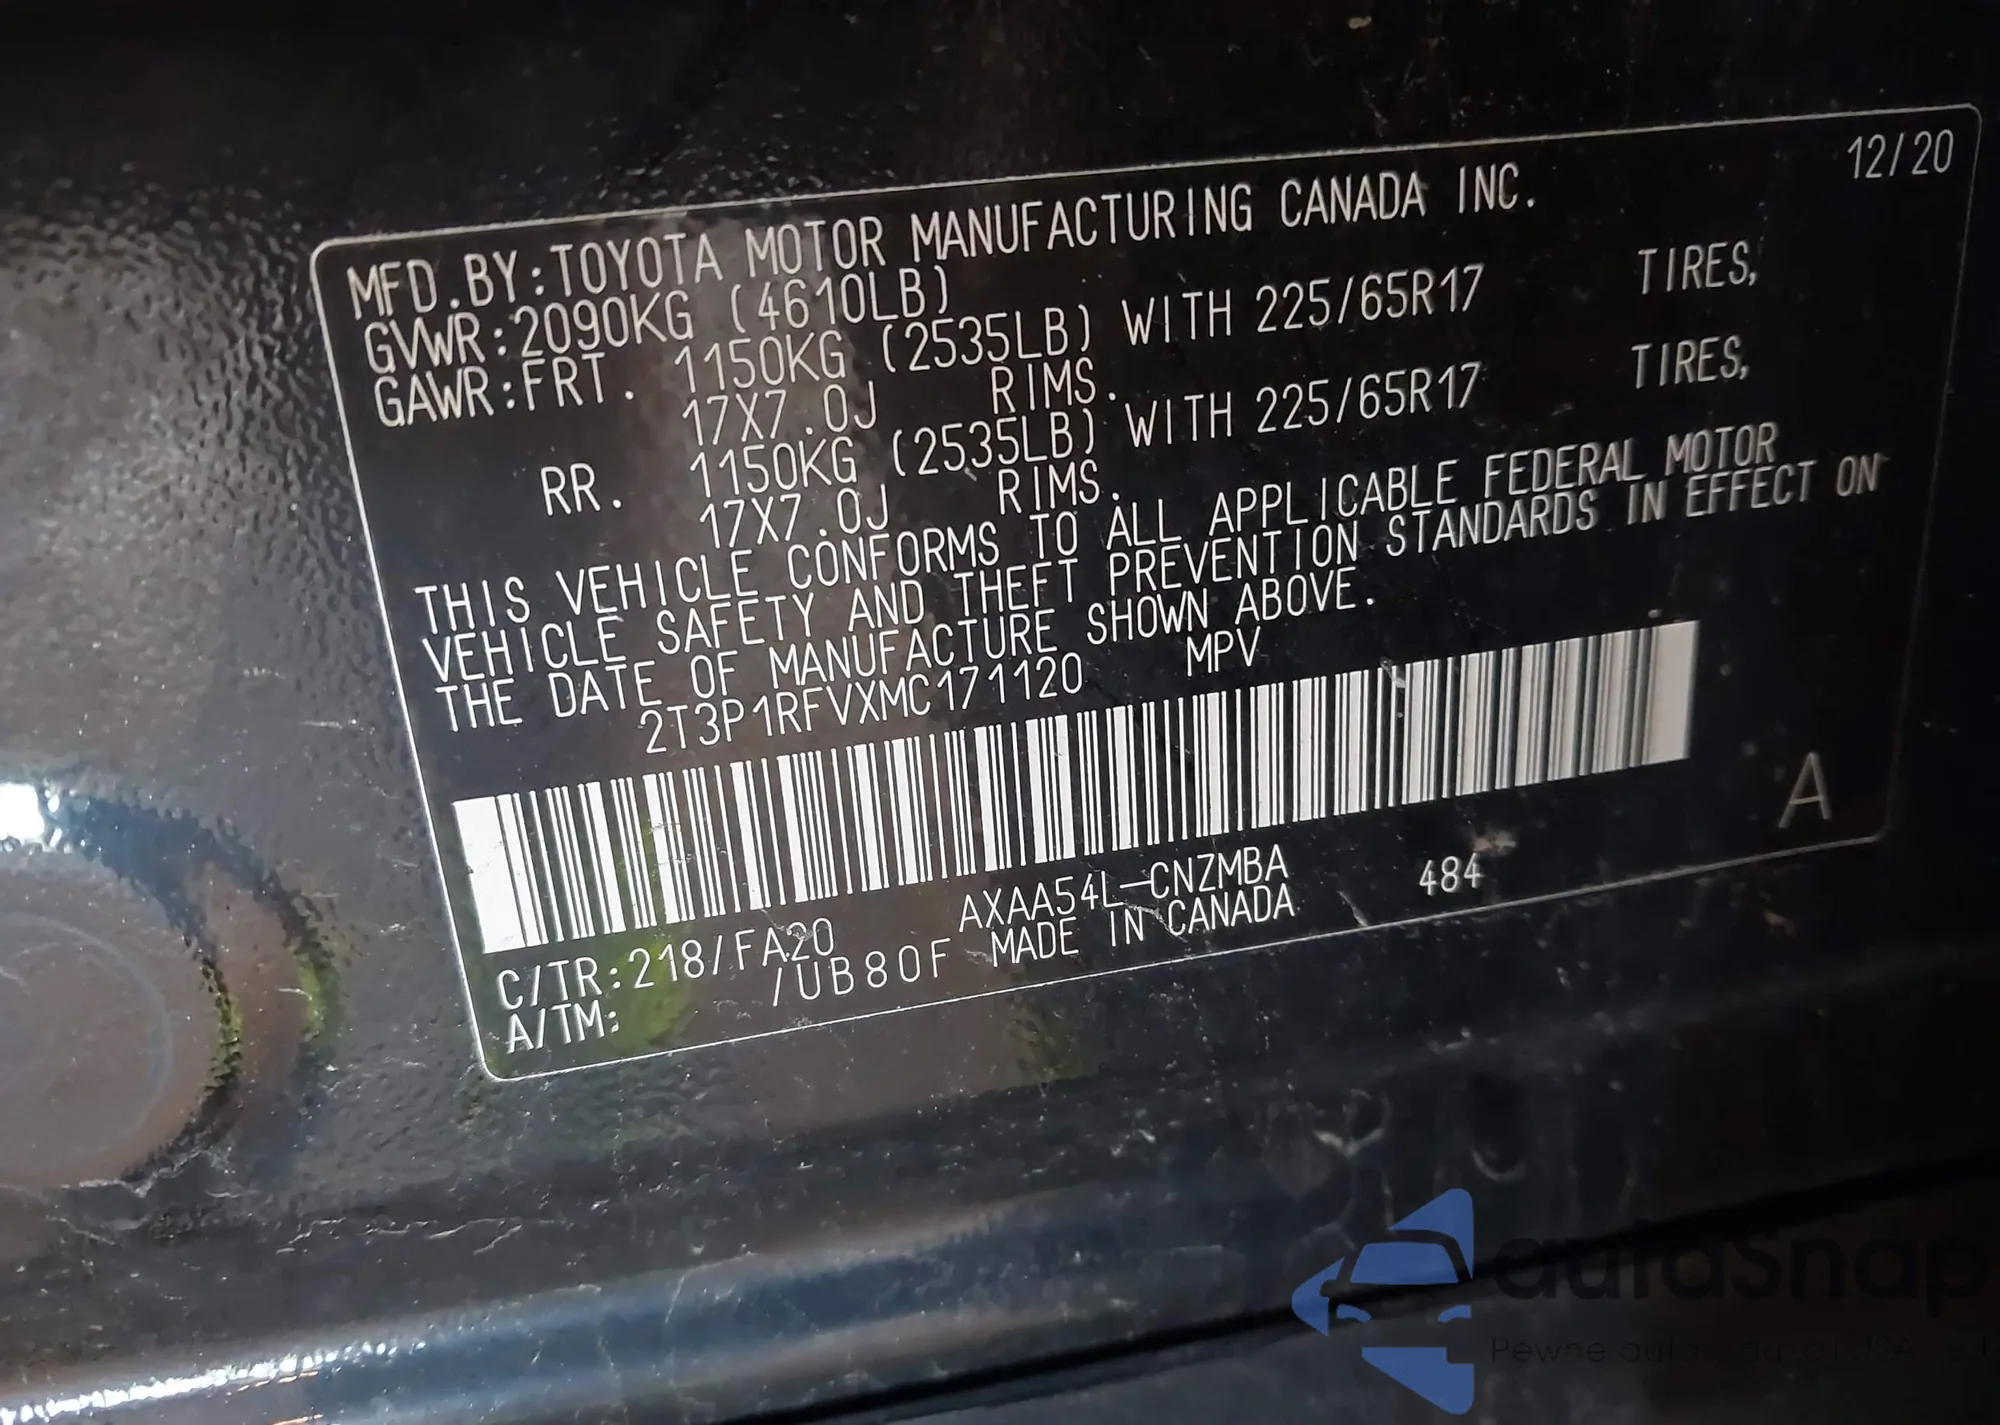 12/20
MFD.BY:TOYOTA MOTOR MANUFACTURING CANADA INC.
GVWR:2090KG (4610LB)
GAWR:FRT. 1150KG (2535LB) WITH 225/65R17 TIRES,
17X7.0J RIMS.
RR. 1150KG (2535LB) WITH 225/65R17 TIRES,
17X7.0J RIMS.
THIS VEHICLE CONFORMS TO ALL APPLICABLE FEDERAL MOTOR
VEHICLE SAFETY AND THEFT PREVENTION STANDARDS IN EFFECT ON
THE DATE OF MANUFACTURE SHOWN ABOVE.
2T3P1RFVXMC171120 MPV
A
C/TR:218/FA20 AXAA54L-CNZMBA 484
A/TM: /UB80F MADE IN CANADA
autaSnap
Pewne auta